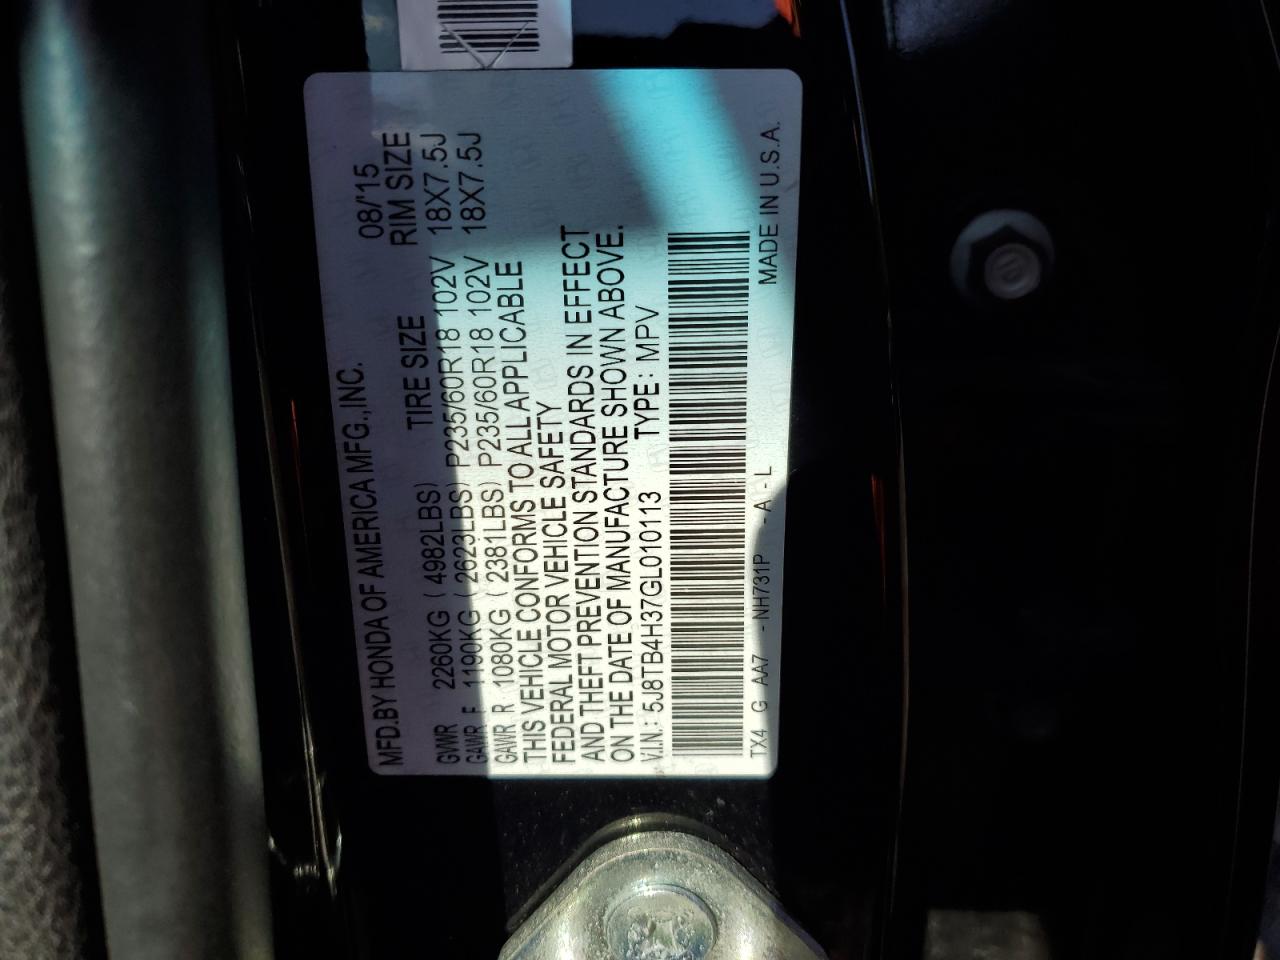 MFD.BY HONDA OF AMERICA MFG.,INC. 08/'15
TIRE SIZE RIM SIZE
GVWR 2260KG (4982LBS)
GAWR F 1190KG (2623LBS) P235/60R18 102V 18X7.5J
GAWR R 1080KG (2381LBS) P235/60R18 102V 18X7.5J
THIS VEHICLE CONFORMS TO ALL APPLICABLE
FEDERAL MOTOR VEHICLE SAFETY
AND THEFT PREVENTION STANDARDS IN EFFECT
ON THE DATE OF MANUFACTURE SHOWN ABOVE.
V.I.N.: 5J8TB4H37GL010113 TYPE: MPV
TX4 G AA7 - NH731P - A - L MADE IN U.S.A.